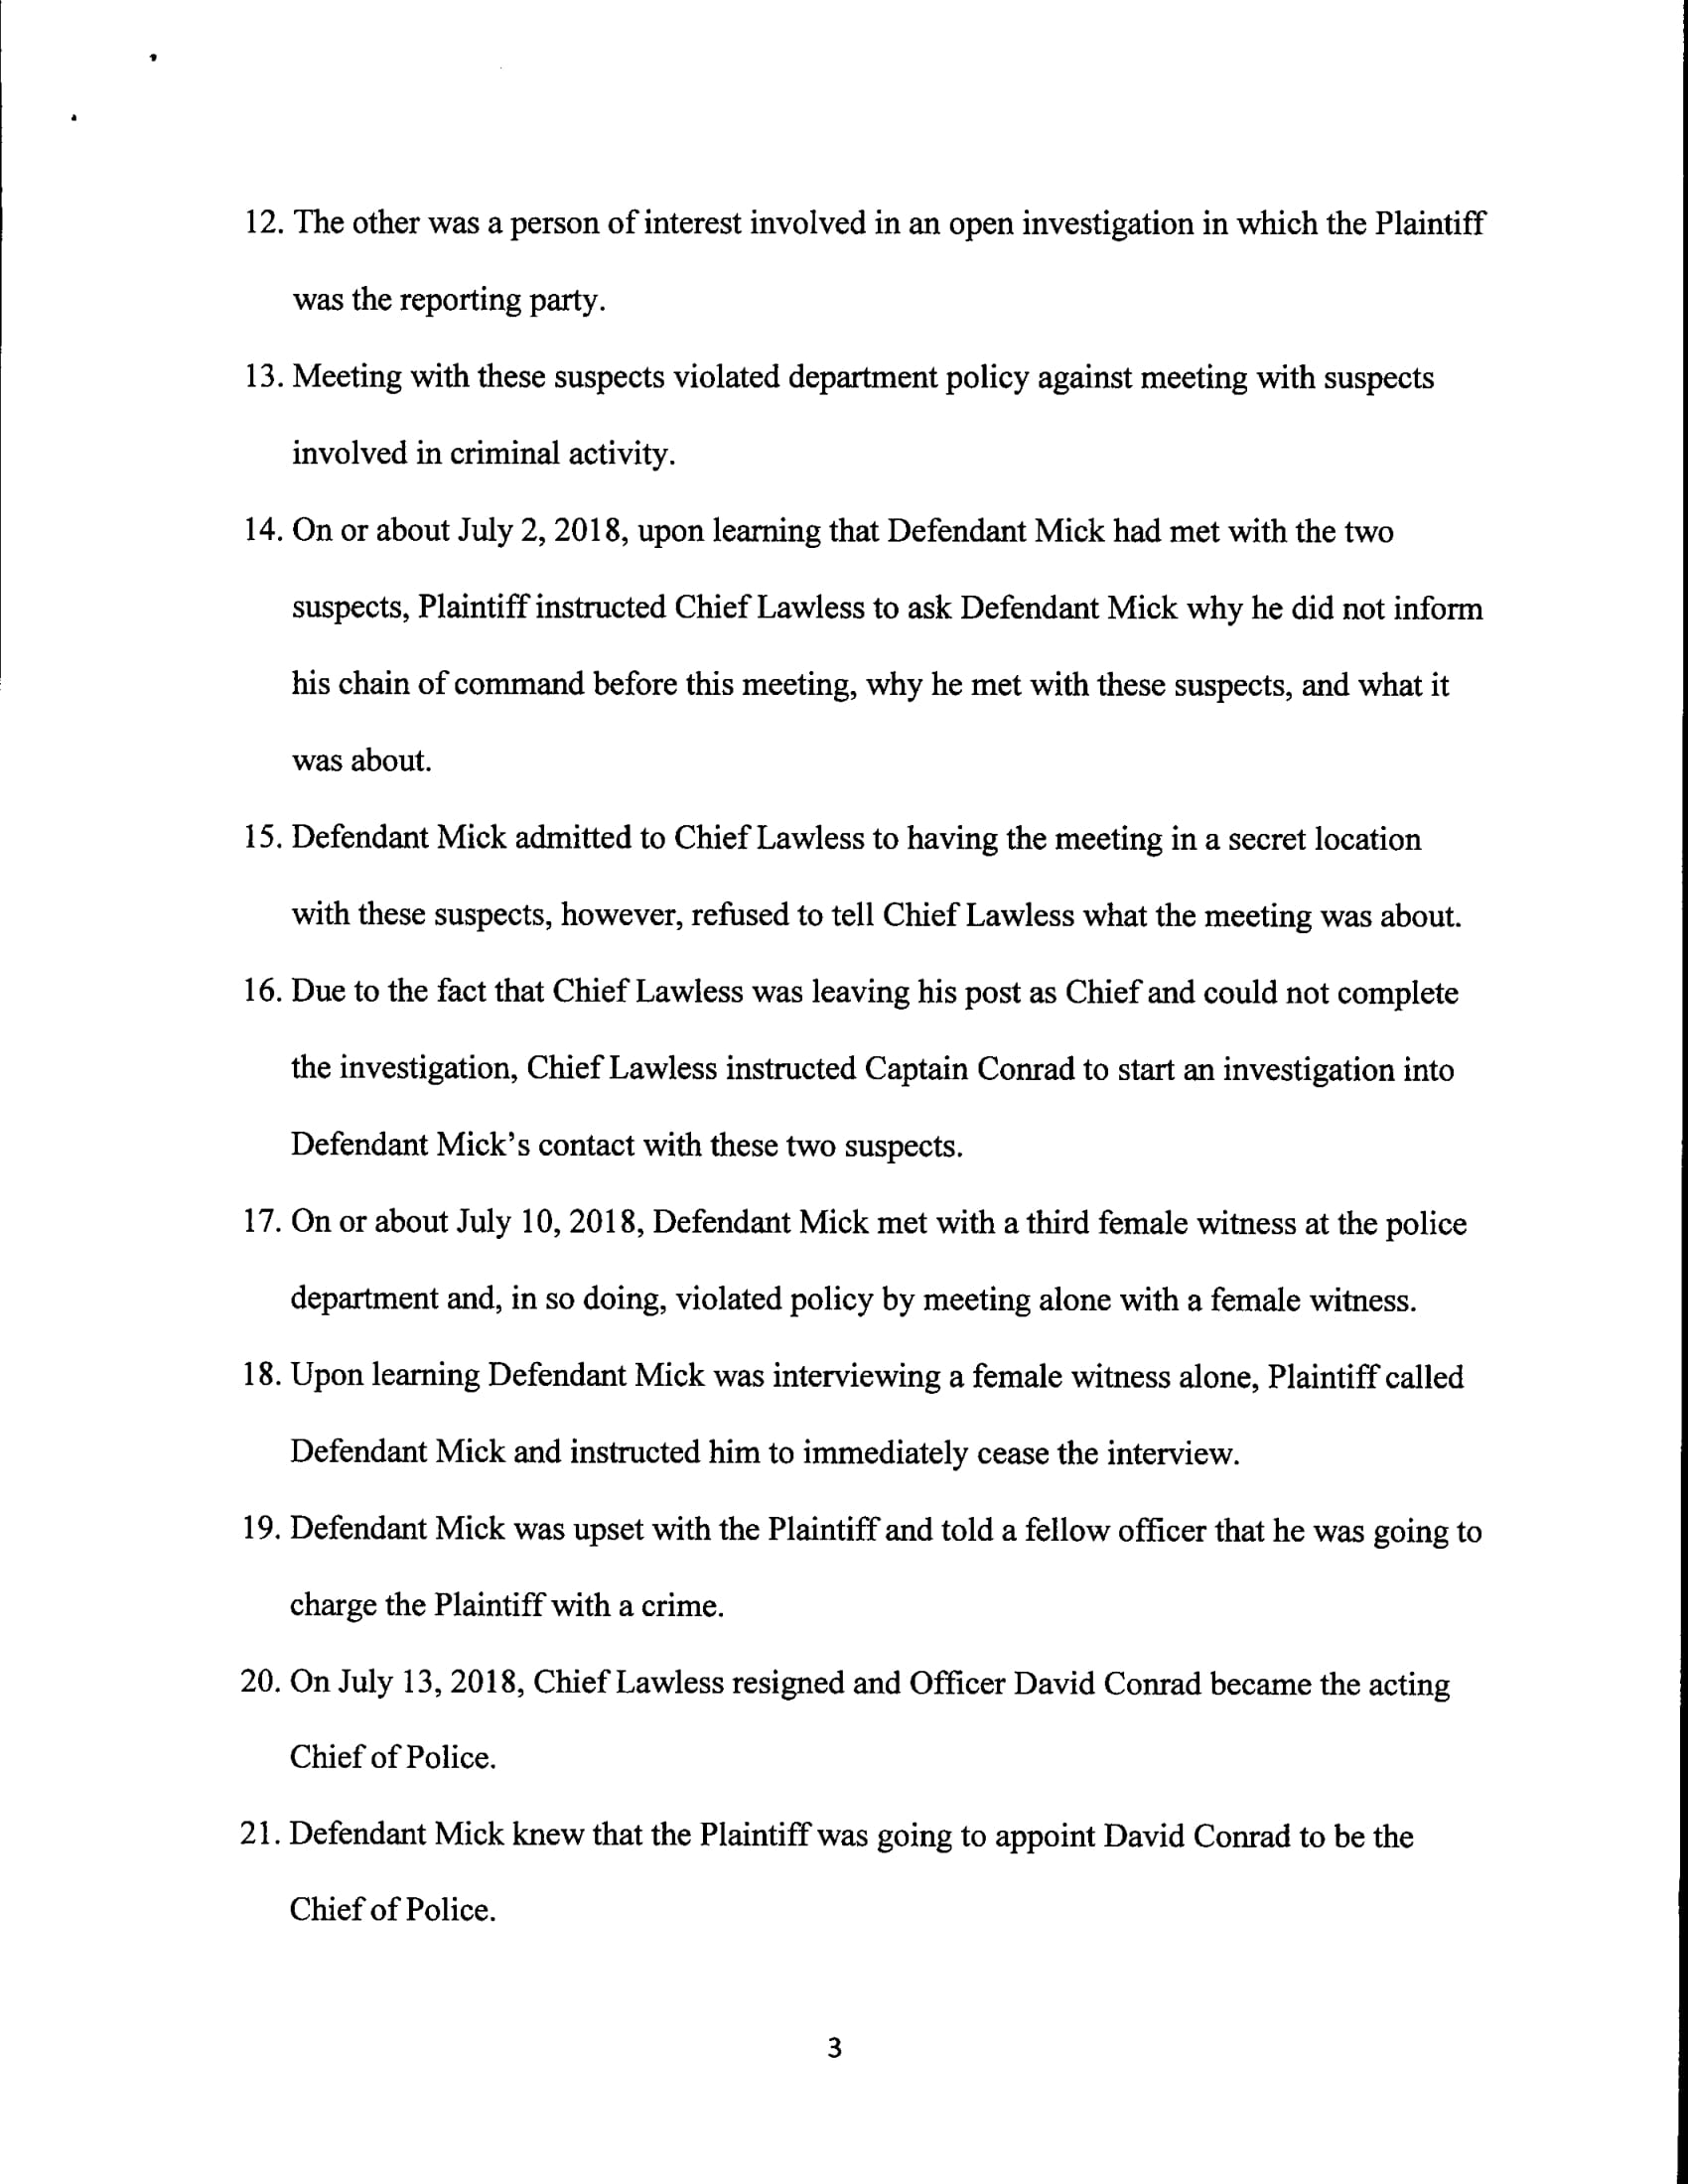 12. The other was a person of interest involved in an open investigation in which the Plaintiff
was the reporting party.
13. Meeting with these suspects violated department policy against meeting with suspects
involved in criminal activity.
14. On or about July 2, 2018, upon learning that Defendant Mick had met with the two
suspects, Plaintiff instructed Chief Lawless to ask Defendant Mick why he did not inform
his chain of command before this meeting, why he met with these suspects, and what it
was about.
15. Defendant Mick admitted to Chief Lawless to having the meeting in a secret location
with these suspects, however, refused to tell Chief Lawless what the meeting was about.
16. Due to the fact that Chief Lawless was leaving his post as Chief and could not complete
the investigation, Chief Lawless instructed Captain Conrad to start an investigation into
Defendant Mick's contact with these two suspects.
17. On or about July 10, 2018, Defendant Mick met with a third female witness at the police
department and, in so doing, violated policy by meeting alone with a female witness.
18. Upon learning Defendant Mick was interviewing a female witness alone, Plaintiff called
Defendant Mick and instructed him to immediately cease the interview.
19. Defendant Mick was upset with the Plaintiff and told a fellow officer that he was going to
charge the Plaintiff with a crime.
20. On July 13, 2018, Chief Lawless resigned and Officer David Conrad became the acting
Chief of Police.
21. Defendant Mick knew that the Plaintiff was going to appoint David Conrad to be the
Chief of Police.
3